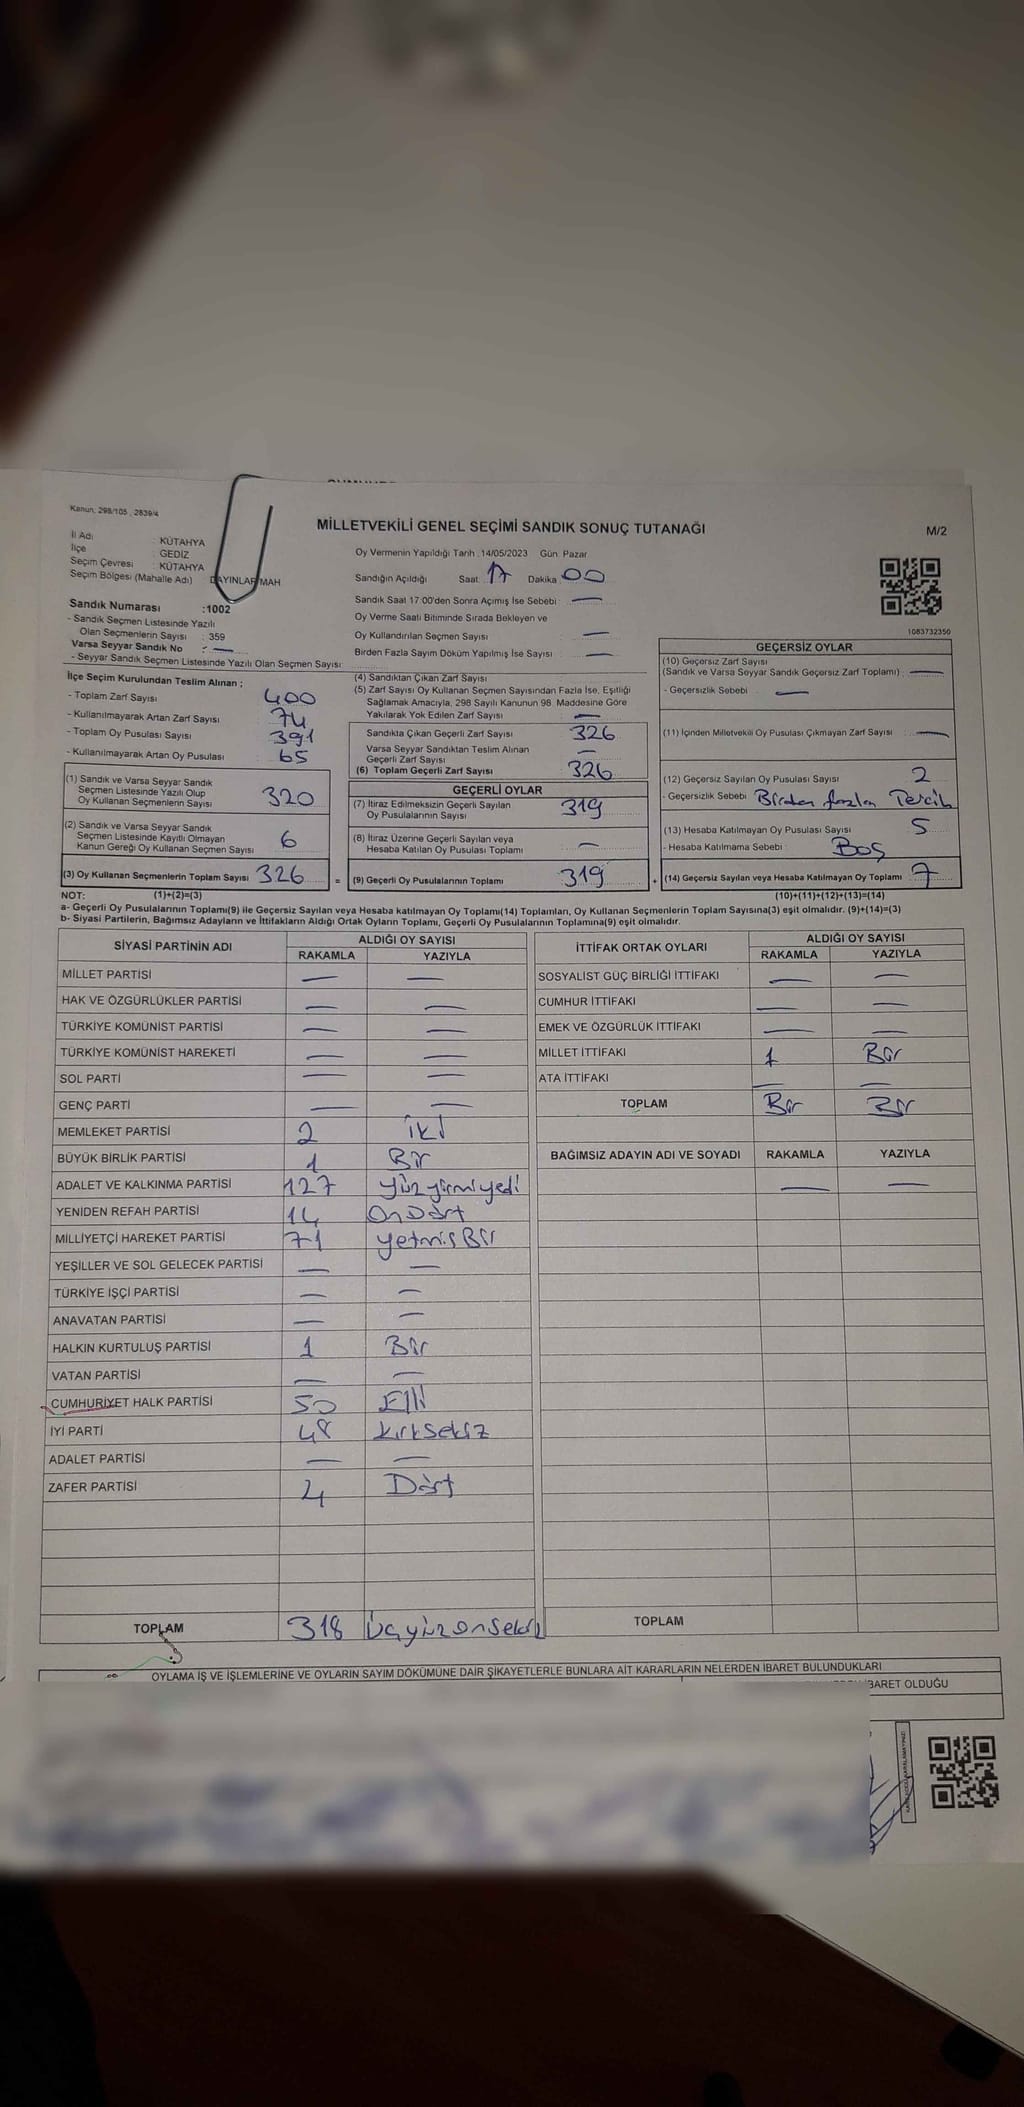 Kanun, 298/105 , 2839/4
MİLLETVEKİLİ GENEL SEÇİMİ SANDIK SONUÇ TUTANAĞI
M/2
İl Adı : KÜTAHYA
İlçe : GEDİZ
Seçim Çevresi : KÜTAHYA
Seçim Bölgesi (Mahalle Adı) DAYINLAR MAH
Sandık Numarası :1002
- Sandık Seçmen Listesinde Yazılı
Olan Seçmenlerin Sayısı : 359
Varsa Seyyar Sandık No : —
- Seyyar Sandık Seçmen Listesinde Yazılı Olan Seçmen Sayısı:
Oy Vermenin Yapıldığı Tarih : 14/05/2023 Gün: Pazar
Sandığın Açıldığı Saat 17 Dakika 00
Sandık Saat 17:00'den Sonra Açımış İse Sebebi: —
Oy Verme Saati Bitiminde Sırada Bekleyen ve
Oy Kullandırılan Seçmen Sayısı —
Birden Fazla Sayım Döküm Yapılmış İse Sayısı —
1083732350
İlçe Seçim Kurulundan Teslim Alınan ;
- Toplam Zarf Sayısı 400
- Kullanılmayarak Artan Zarf Sayısı 74
- Toplam Oy Pusulası Sayısı 391
- Kullanılmayarak Artan Oy Pusulası 65
(1) Sandık ve Varsa Seyyar Sandık
Seçmen Listesinde Yazılı Olup
Oy Kullanan Seçmenlerin Sayısı 320
(2) Sandık ve Varsa Seyyar Sandık
Seçmen Listesinde Kayıtlı Olmayan
Kanun Gereği Oy Kullanan Seçmen Sayısı 6
(3) Oy Kullanan Seçmenlerin Toplam Sayısı 326 =
(4) Sandıktan Çıkan Zarf Sayısı
(5) Zarf Sayısı Oy Kullanan Seçmen Sayısından Fazla İse, Eşitliği
Sağlamak Amacıyla, 298 Sayılı Kanunun 98. Maddesine Göre
Yakılarak Yok Edilen Zarf Sayısı —
Sandıkta Çıkan Geçerli Zarf Sayısı 326
Varsa Seyyar Sandıktan Teslim Alınan
Geçerli Zarf Sayısı —
(6) Toplam Geçerli Zarf Sayısı 326
GEÇERLİ OYLAR
(7) İtiraz Edilmeksizin Geçerli Sayılan
Oy Pusulalarının Sayısı 319
(8) İtiraz Üzerine Geçerli Sayılan veya
Hesaba Katılan Oy Pusulası Toplamı —
(9) Geçerli Oy Pusulalarının Toplamı 319 +
GEÇERSİZ OYLAR
(10) Geçersiz Zarf Sayısı
(Sandık ve Varsa Seyyar Sandık Geçersiz Zarf Toplamı) : —
- Geçersizlik Sebebi : —
(11) İçinden Milletvekili Oy Pusulası Çıkmayan Zarf Sayısı —
(12) Geçersiz Sayılan Oy Pusulası Sayısı 2
- Geçersizlik Sebebi Birden fazla Tercih
(13) Hesaba Katılmayan Oy Pusulası Sayısı 5
- Hesaba Katılmama Sebebi : Boş
(14) Geçersiz Sayılan veya Hesaba Katılmayan Oy Toplamı 7
NOT: (1)+(2)=(3) (10)+(11)+(12)+(13)=(14)
a- Geçerli Oy Pusulalarının Toplamı(9) ile Geçersiz Sayılan veya Hesaba katılmayan Oy Toplamı(14) Toplamları, Oy Kullanan Seçmenlerin Toplam Sayısına(3) eşit olmalıdır. (9)+(14)=(3)
b- Siyasi Partilerin, Bağımsız Adayların ve İttifakların Aldığı Ortak Oyların Toplamı, Geçerli Oy Pusulalarının Toplamına(9) eşit olmalıdır.
SİYASİ PARTİNİN ADI ALDIĞI OY SAYISI
RAKAMLA YAZIYLA
MİLLET PARTİSİ — —
HAK VE ÖZGÜRLÜKLER PARTİSİ — —
TÜRKİYE KOMÜNİST PARTİSİ — —
TÜRKİYE KOMÜNİST HAREKETİ — —
SOL PARTİ — —
GENÇ PARTİ — —
MEMLEKET PARTİSİ 2 İki
BÜYÜK BİRLİK PARTİSİ 1 Bir
ADALET VE KALKINMA PARTİSİ 127 yüzyirmiyedi
YENİDEN REFAH PARTİSİ 14 OnDört
MİLLİYETÇİ HAREKET PARTİSİ 71 yetmişBir
YEŞİLLER VE SOL GELECEK PARTİSİ — —
TÜRKİYE İŞÇİ PARTİSİ — —
ANAVATAN PARTİSİ — —
HALKIN KURTULUŞ PARTİSİ 1 Bir
VATAN PARTİSİ — —
CUMHURİYET HALK PARTİSİ 50 Elli
İYİ PARTİ 48 kırksekiz
ADALET PARTİSİ — —
ZAFER PARTİSİ 4 Dört
TOPLAM 318 üçyüzonsekiz
İTTİFAK ORTAK OYLARI ALDIĞI OY SAYISI
RAKAMLA YAZIYLA
SOSYALİST GÜÇ BİRLİĞİ İTTİFAKI — —
CUMHUR İTTİFAKI — —
EMEK VE ÖZGÜRLÜK İTTİFAKI — —
MİLLET İTTİFAKI 1 Bir
ATA İTTİFAKI — —
TOPLAM Bir Bir
BAĞIMSIZ ADAYIN ADI VE SOYADI RAKAMLA YAZIYLA
— —
TOPLAM
OYLAMA İŞ VE İŞLEMLERİNE VE OYLARIN SAYIM DÖKÜMÜNE DAİR ŞİKAYETLERLE BUNLARA AİT KARARLARIN NELERDEN İBARET BULUNDUKLARI
İBARET OLDUĞU